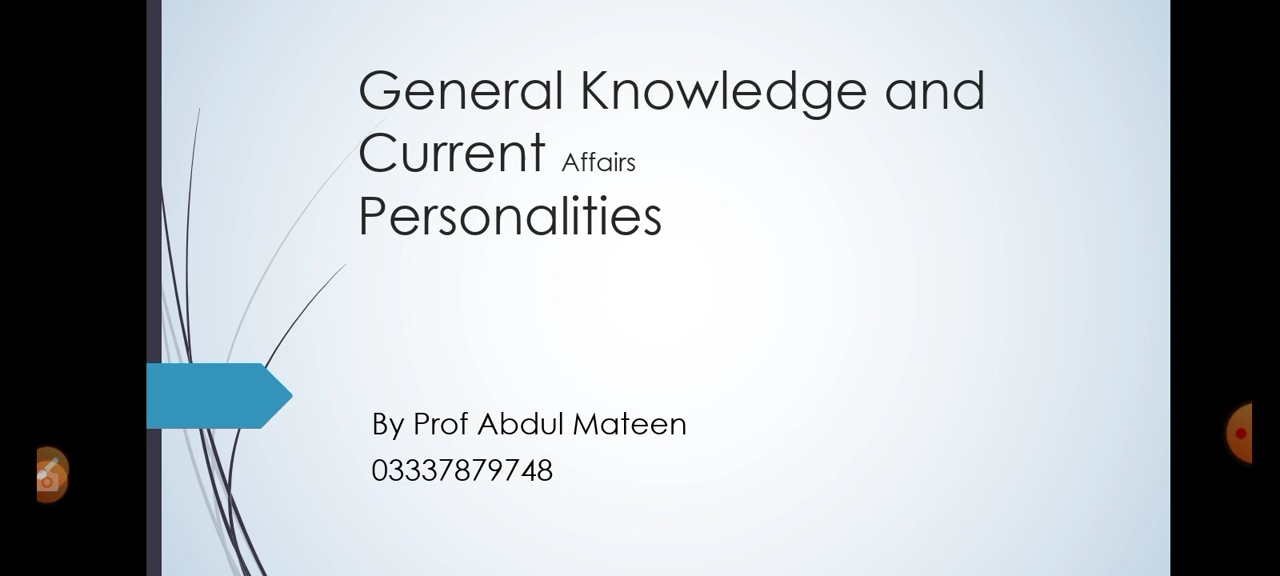 General Knowledge and
Current Affairs
Personalities
By Prof Abdul Mateen
03337879748